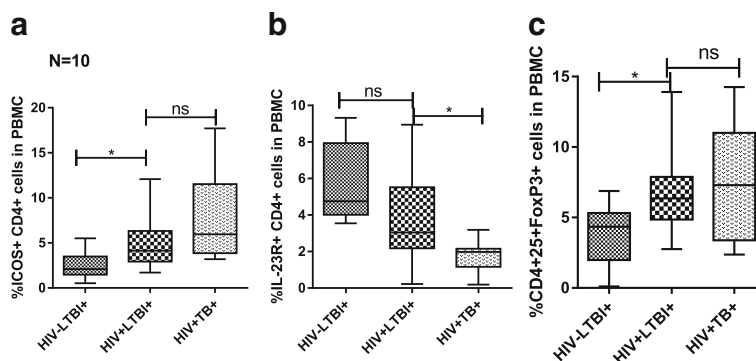 a
N=10
%ICOS+ CD4+ cells in PBMC
20
15
10
5
0
*
ns
HIV-LTBI+
HIV+LTBI+
HIV+TB+
b
%IL-23R+ CD4+ cells in PBMC
10
8
6
4
2
0
ns
*
HIV-LTBI+
HIV+LTBI+
HIV+TB+
c
%CD4+25+FoxP3+ cells in PBMC
15
10
5
0
*
ns
HIV-LTBI+
HIV+LTBI+
HIV+TB+